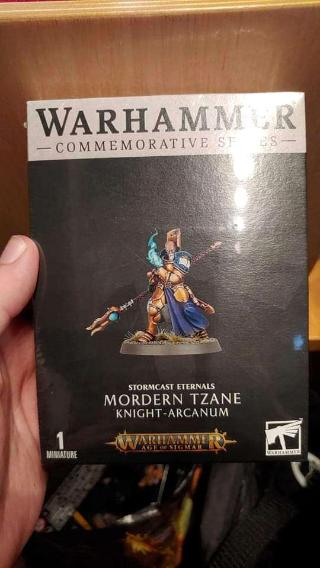 WARHAMMER
COMMEMORATIVE SERIES
STORMCAST ETERNALS
MORDERN TZANE
KNIGHT-ARCANUM
1
MINIATURE
WARHAMMER
AGE OF SIGMAR
WARHAMMER